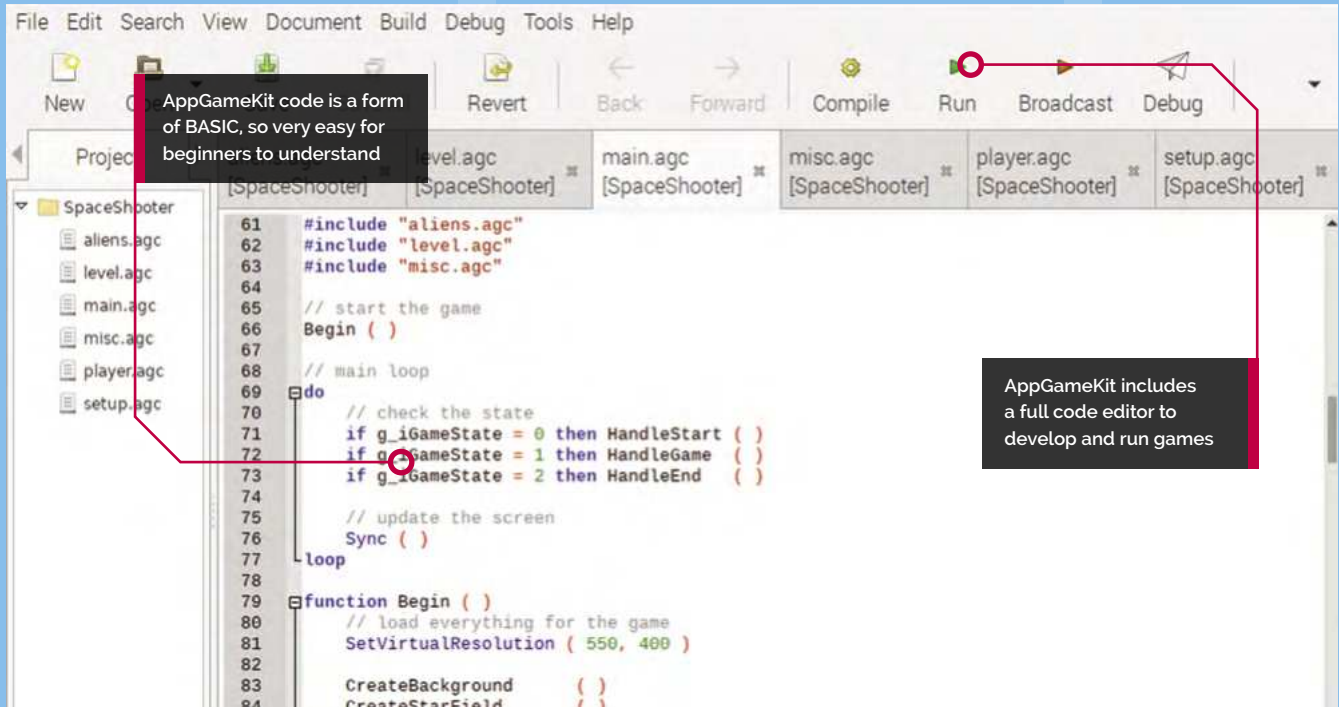 File Edit Search View Document Build Debug Tools Help
New Revert Back Forward Compile Run Broadcast Debug
AppGameKit code is a form
of BASIC, so very easy for
beginners to understand
level.agc main.agc misc.agc player.agc setup.agc
[SpaceShooter] [SpaceShooter] [SpaceShooter] [SpaceShooter] [SpaceShooter] [SpaceShooter]
SpaceShooter
aliens.agc
level.agc
main.agc
misc.agc
player.agc
setup.agc
61 #include "aliens.agc"
62 #include "level.agc"
63 #include "misc.agc"
64
65 // start the game
66 Begin ( )
67
68 // main loop
69 do
70 // check the state
71 if g_iGameState = 0 then HandleStart ( )
72 if g_iGameState = 1 then HandleGame ( )
73 if g_iGameState = 2 then HandleEnd ( )
74
75 // update the screen
76 Sync ( )
77 loop
78
79 function Begin ( )
80 // load everything for the game
81 SetVirtualResolution ( 550, 400 )
82
83 CreateBackground ( )
84 CreateStarField ( )
AppGameKit includes
a full code editor to
develop and run games